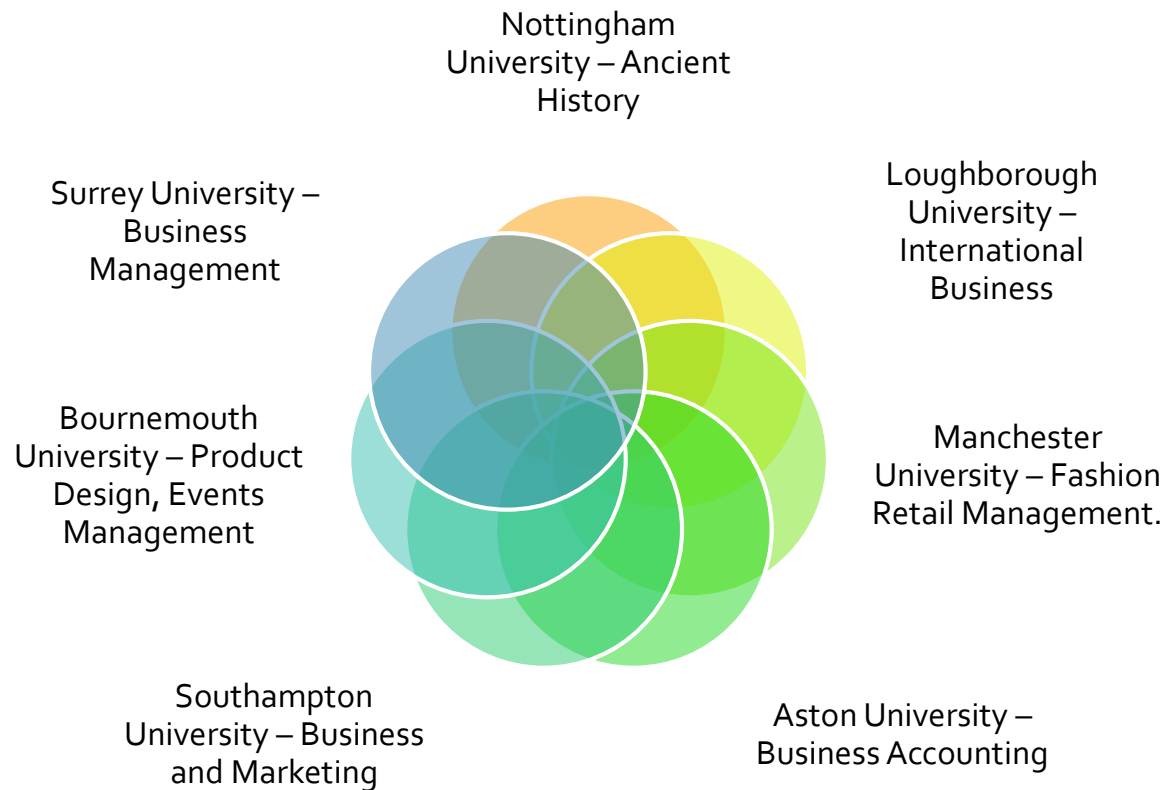 Nottingham
University – Ancient
History
Loughborough
University –
International
Business
Manchester
University – Fashion
Retail Management.
Aston University –
Business Accounting
Southampton
University – Business
and Marketing
Bournemouth
University – Product
Design, Events
Management
Surrey University –
Business
Management